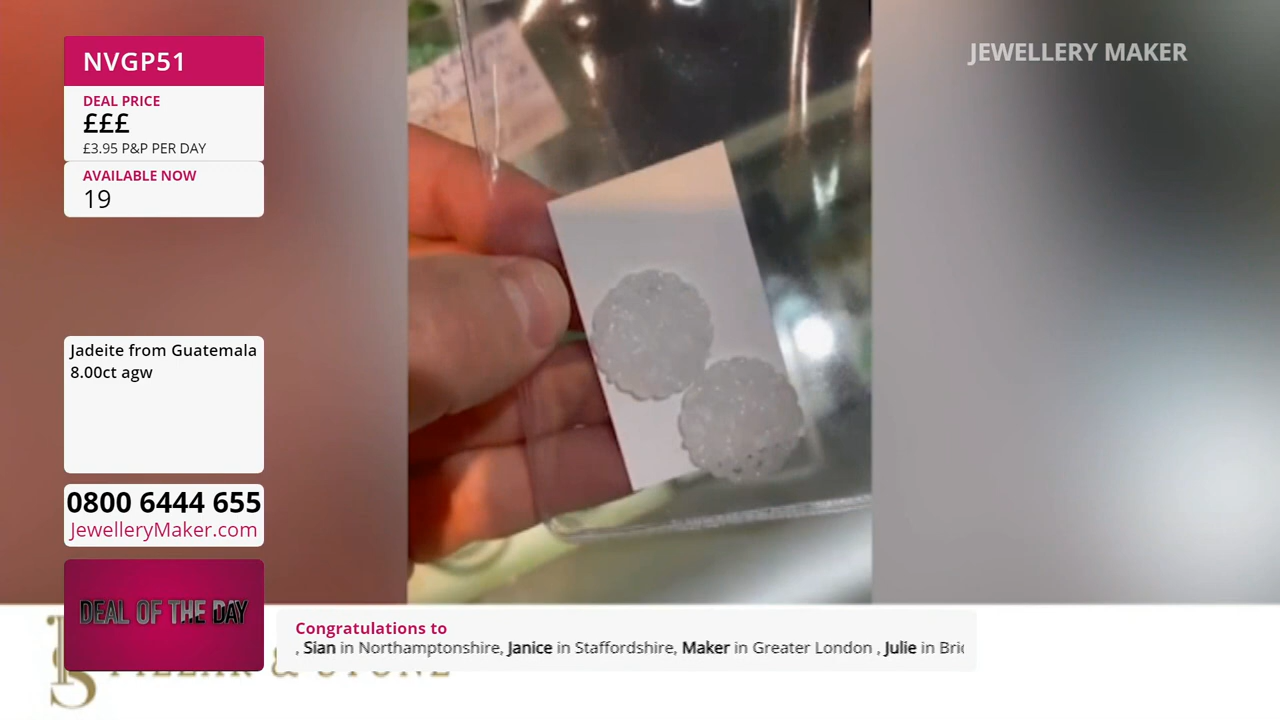 NVGP51
DEAL PRICE
£££
£3.95 P&P PER DAY
AVAILABLE NOW
19
JEWELLERY MAKER
Jadeite from Guatemala
8.00ct agw
0800 6444 655
JewelleryMaker.com
DEAL OF THE DAY
Congratulations to
, Sian in Northamptonshire, Janice in Staffordshire, Maker in Greater London , Julie in
& STONE